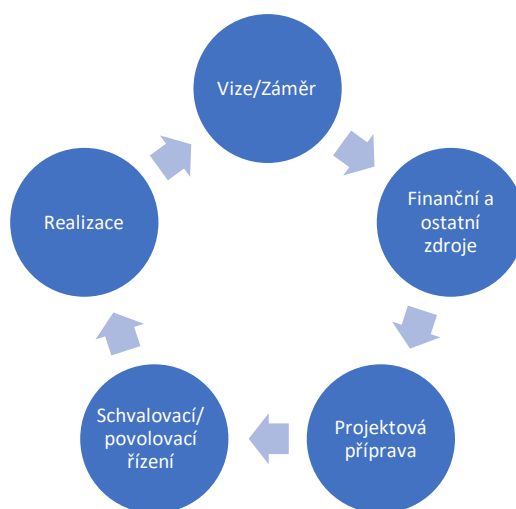 Vize/Záměr
Finanční a
ostatní
zdroje
Projektová
příprava
Schvalovací/
povolovací
řízení
Realizace